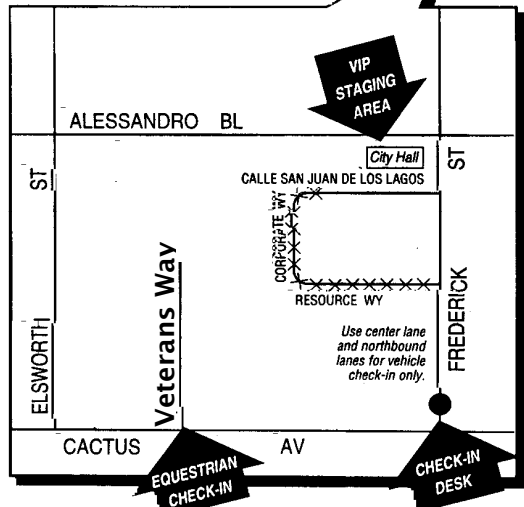 VIP
STAGING
AREA
ALESSANDRO BL
City Hall
ST
ST
CALLE SAN JUAN DE LOS LAGOS
CORPORATE WY
RESOURCE WY
Veterans Way
Use center lane
and northbound
lanes for vehicle
check-in only.
FREDERICK
ELSWORTH
CACTUS AV
EQUESTRIAN
CHECK-IN
CHECK-IN
DESK